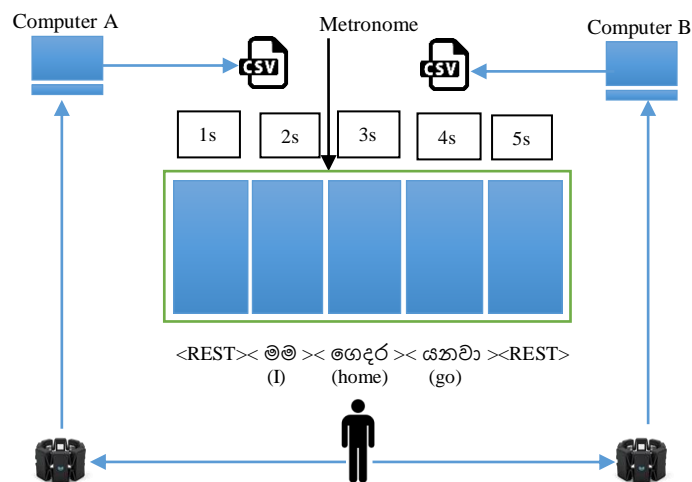 Computer A
Metronome
Computer B
CSV
CSV
1s
2s
3s
4s
5s
<REST>< මම >< ගෙදර >< යනවා ><REST>
(I)
(home)
(go)